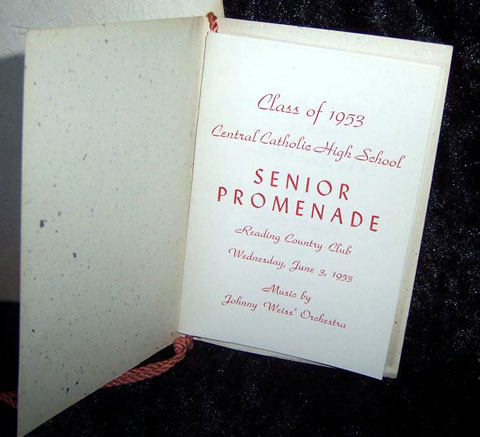 Class of 1953
Central Catholic High School
SENIOR
PROMENADE
Reading Country Club
Wednesday, June 3, 1953
Music by
Johnny Weiss' Orchestra